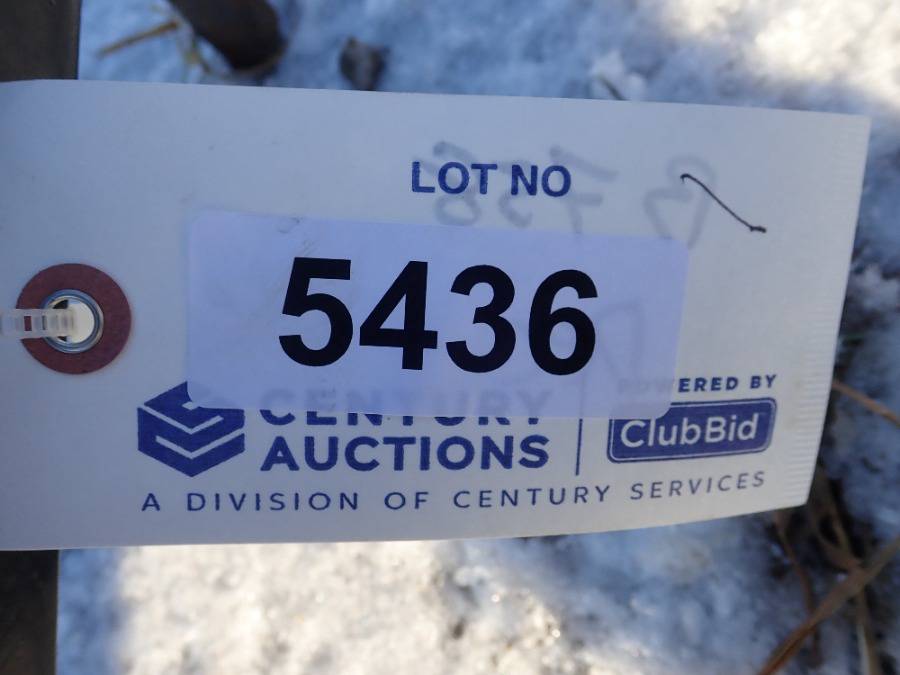 LOT NO
5436
CENTURY
AUCTIONS
POWERED BY
ClubBid
A DIVISION OF CENTURY SERVICES